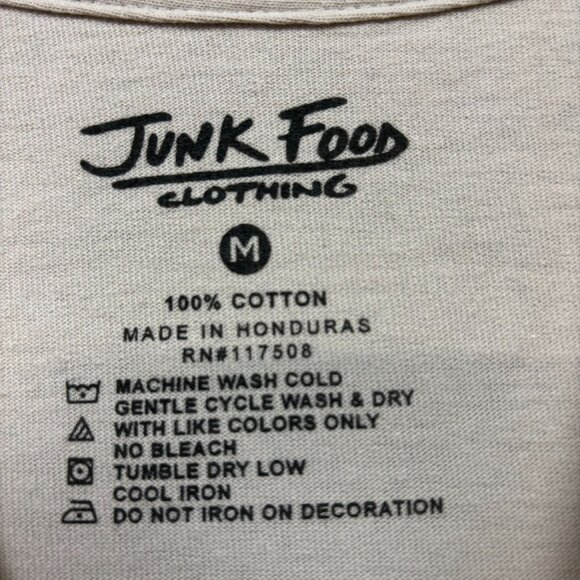 JUNK FOOD
CLOTHING
M
100% COTTON
MADE IN HONDURAS
RN#117508
MACHINE WASH COLD
GENTLE CYCLE WASH & DRY
WITH LIKE COLORS ONLY
NO BLEACH
TUMBLE DRY LOW
COOL IRON
DO NOT IRON ON DECORATION